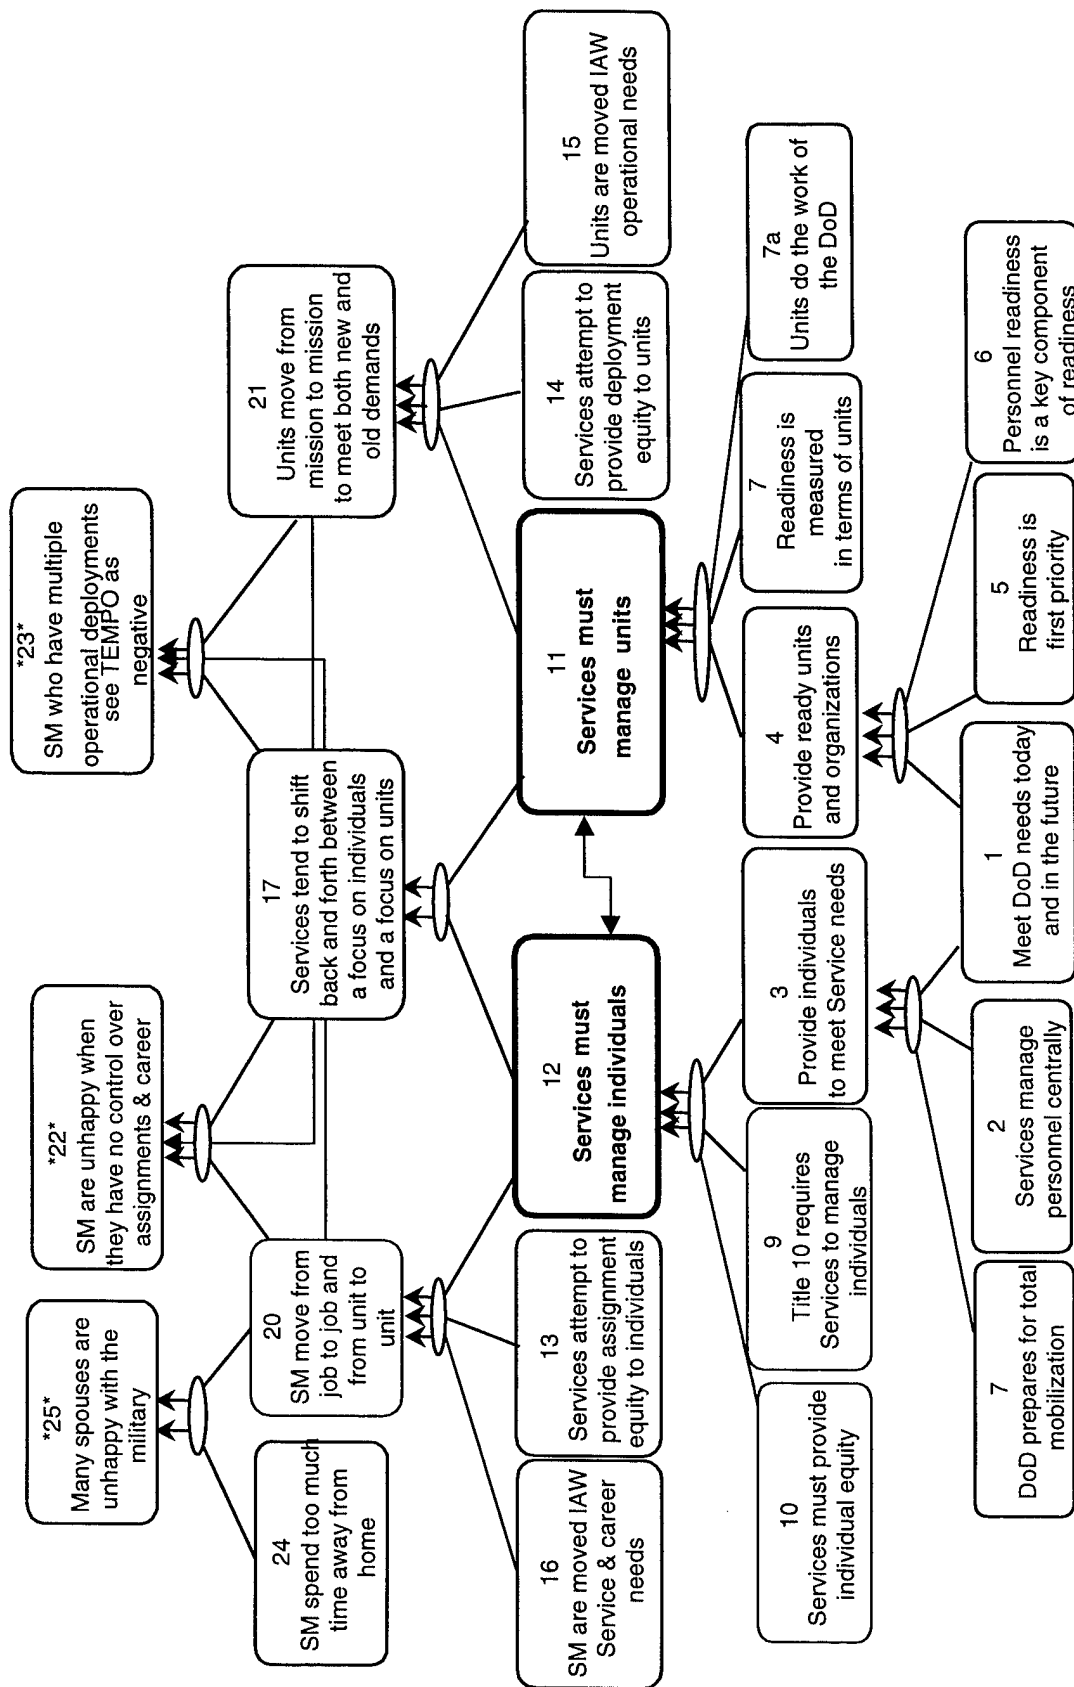 *25*
Many spouses are
unhappy with the
military
*22*
SM are unhappy when
they have no control over
assignments & career
*23*
SM who have multiple
operational deployments
see TEMPO as
negative
24
SM spend too much
time away from
home
20
SM move from
job to job and
from unit to
unit
17
Services tend to shift
back and forth between
a focus on individuals
and a focus on units
21
Units move from
mission to mission
to meet both new and
old demands
16
SM are moved IAW
Service & career
needs
13
Services attempt to
provide assignment
equity to individuals
12
Services must
manage individuals
11
Services must
manage units
14
Services attempt to
provide deployment
equity to units
15
Units are moved IAW
operational needs
10
Services must provide
individual equity
9
Title 10 requires
Services to manage
individuals
3
Provide individuals
to meet Service needs
4
Provide ready units
and organizations
7
Readiness is
measured
in terms of units
7a
Units do the work of
the DoD
7
DoD prepares for total
mobilization
2
Services manage
personnel centrally
1
Meet DoD needs today
and in the future
5
Readiness is
first priority
6
Personnel readiness
is a key component
of readiness